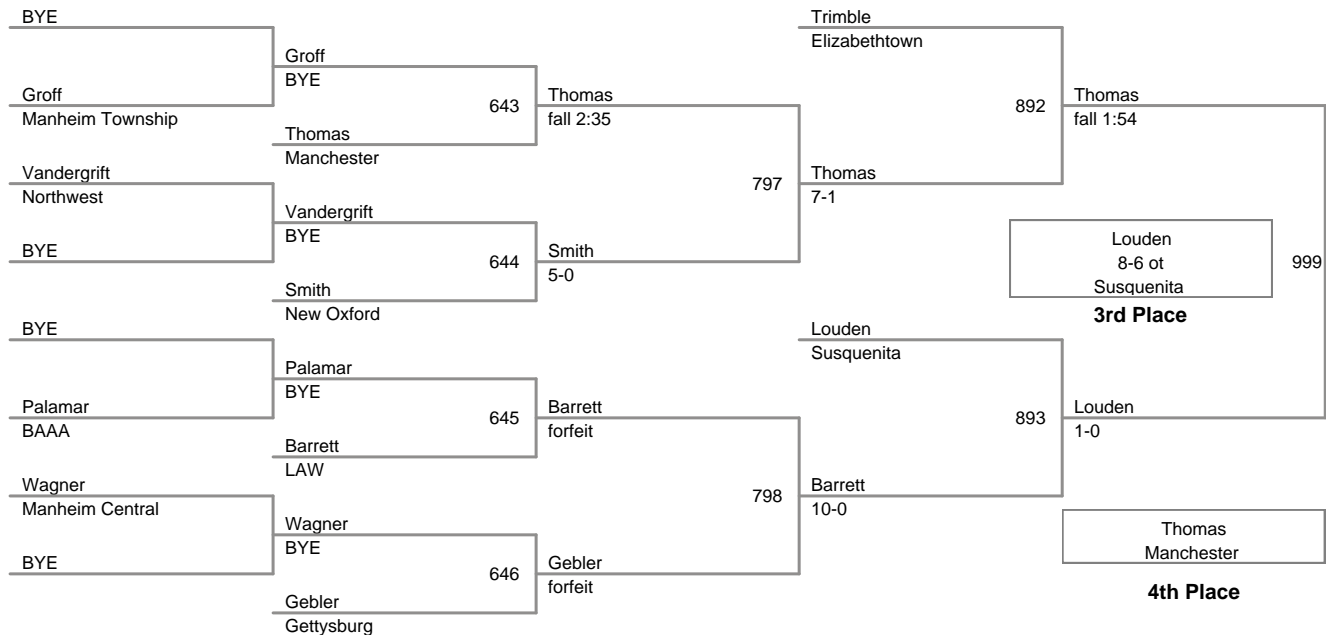 BYE
Groff
Manheim Township
Vandergrift
Northwest
BYE
BYE
Palamar
BAAA
Wagner
Manheim Central
BYE
Groff
BYE
643
Thomas
Manchester
Vandergrift
BYE
644
Smith
New Oxford
Palamar
BYE
645
Barrett
LAW
Wagner
BYE
646
Gebler
Gettysburg
Thomas
fall 2:35
797
Smith
5-0
Barrett
forfeit
798
Gebler
forfeit
Trimble
Elizabethtown
892
Thomas
7-1
Louden
Susquenita
893
Barrett
10-0
Thomas
fall 1:54
999
Louden
1-0
Louden
8-6 ot
Susquenita
3rd Place
Thomas
Manchester
4th Place